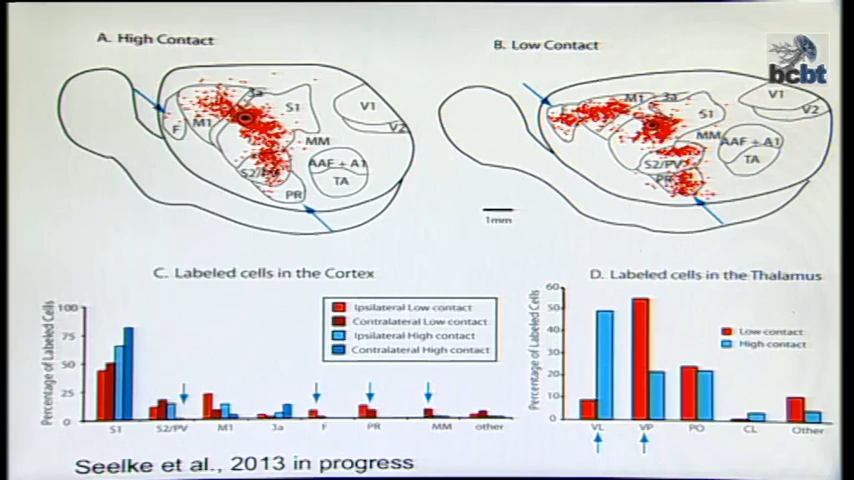 A. High Contact
B. Low Contact
bcbt
3a
S1
V1
M1
F
V2
MM
AAF + A1
TA
PR
M1
3a
S1
V1
V2
MM
AAF + A1
S2/PV
TA
PR
1mm
C. Labeled cells in the Cortex
Percentage of Labeled Cells
100
75
50
25
0
Ipsilateral Low contact
Contralateral Low contact
Ipsilateral High contact
Contralateral High contact
S1 S2/PV M1 3a F PR MM other
D. Labeled cells in the Thalamus
Percentage of Labeled Cells
60
50
40
30
20
10
0
Low contact
High contact
VL VP PO CL Other
Seelke et al., 2013 in progress